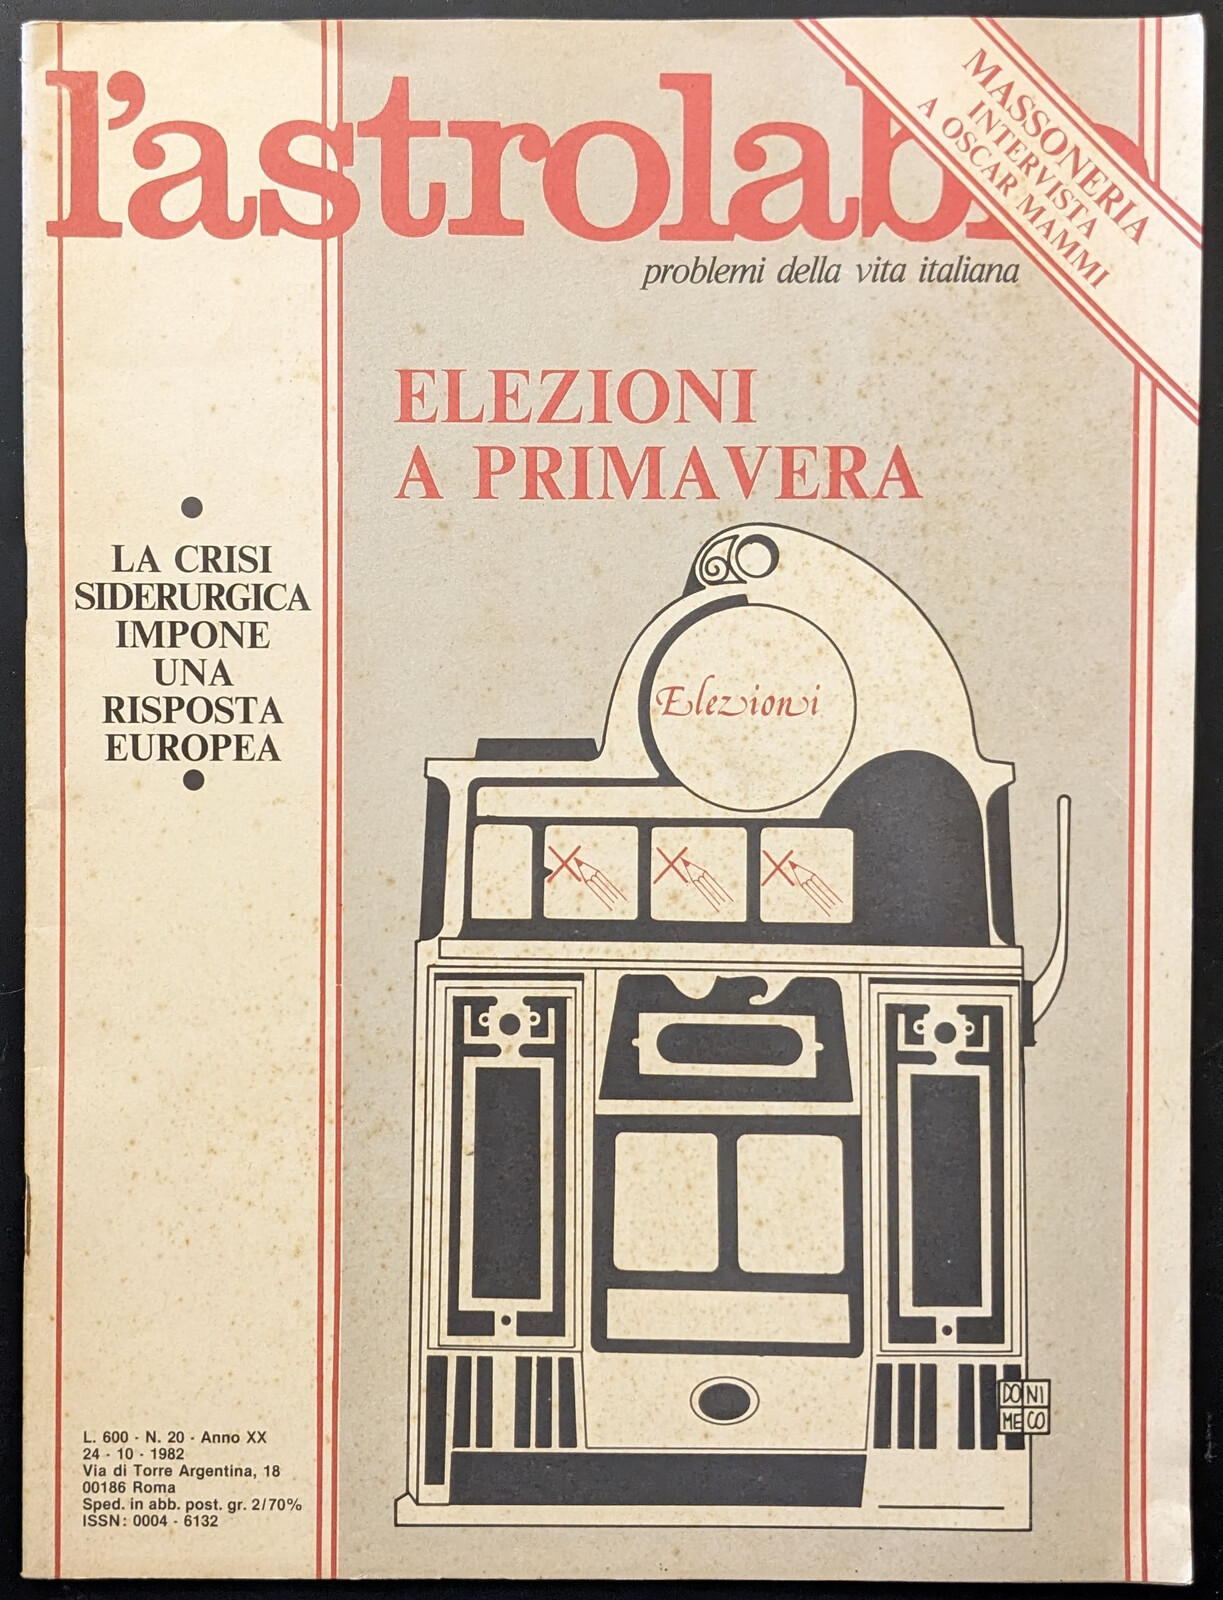 l'astrolabio
problemi della vita italiana
MASSONERIA
INTERVISTA
A OSCAR MAMMI
ELEZIONI
A PRIMAVERA
LA CRISI
SIDERURGICA
IMPONE
UNA
RISPOSTA
EUROPEA
Elezioni
DO NI
ME CO
L. 600 - N. 20 - Anno XX
24 - 10 - 1982
Via di Torre Argentina, 18
00186 Roma
Sped. in abb. post. gr. 2/70%
ISSN: 0004 - 6132